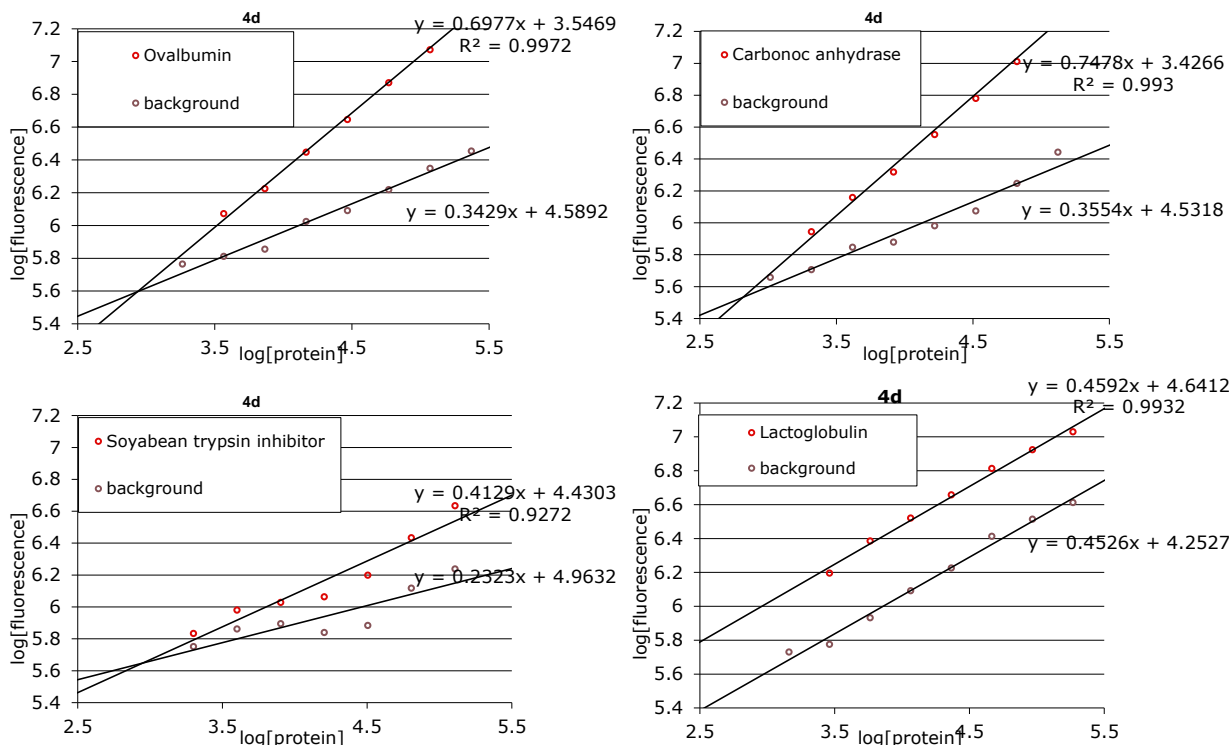 4d
y = 0.6977x + 3.5469
R² = 0.9972
Ovalbumin
background
y = 0.3429x + 4.5892
log[fluorescence]
7.2
7
6.8
6.6
6.4
6.2
6
5.8
5.6
5.4
2.5 3.5 4.5 5.5
log[protein]
4d
Carbonoc anhydrase
background
y = 0.7478x + 3.4266
R² = 0.993
y = 0.3554x + 4.5318
log[fluorescence]
7.2
7
6.8
6.6
6.4
6.2
6
5.8
5.6
5.4
2.5 3.5 4.5 5.5
log[protein]
4d
Soyabean trypsin inhibitor
background
y = 0.4129x + 4.4303
R² = 0.9272
y = 0.2323x + 4.9632
log[fluorescence]
7.2
7
6.8
6.6
6.4
6.2
6
5.8
5.6
5.4
2.5 3.5 4.5 5.5
log[protein]
4d
y = 0.4592x + 4.6412
R² = 0.9932
Lactoglobulin
background
y = 0.4526x + 4.2527
log[fluorescence]
7.2
7
6.8
6.6
6.4
6.2
6
5.8
5.6
5.4
2.5 3.5 4.5 5.5
log[protein]